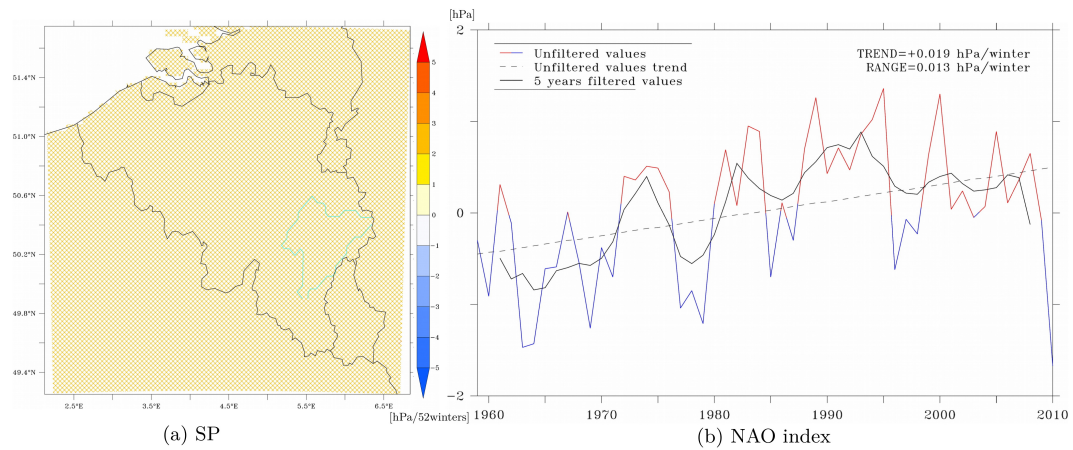 51.4°N
51.0°N
50.6°N
50.2°N
49.8°N
49.4°N
2.5°E 3.5°E 4.5°E 5.5°E 6.5°E
5
4
3
2
1
0
-1
-2
-3
-4
-5
[hPa/52winters]
(a) SP
[hPa]
2
0
-2
Unfiltered values
Unfiltered values trend
5 years filtered values
TREND=+0.019 hPa/winter
RANGE=0.013 hPa/winter
1960 1970 1980 1990 2000 2010
(b) NAO index